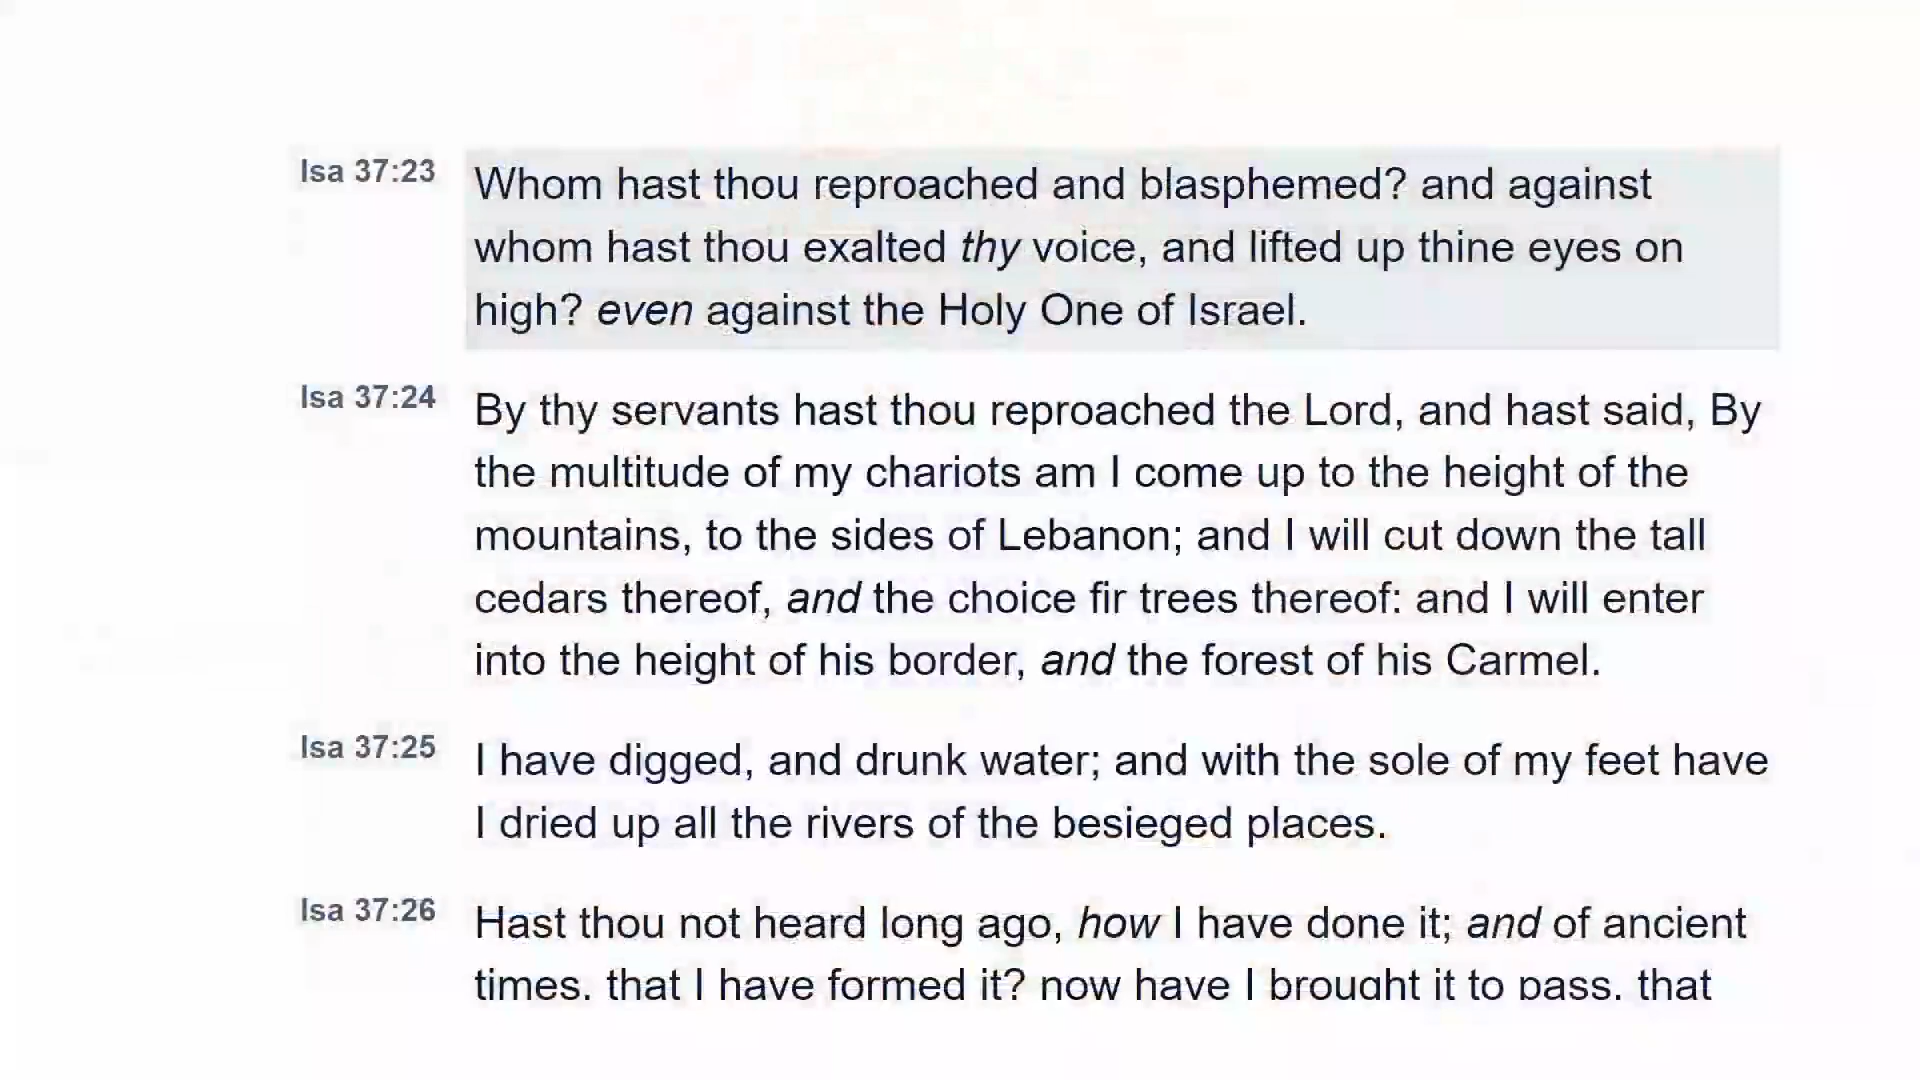 Isa 37:23 Whom hast thou reproached and blasphemed? and against
whom hast thou exalted thy voice, and lifted up thine eyes on
high? even against the Holy One of Israel.
Isa 37:24 By thy servants hast thou reproached the Lord, and hast said, By
the multitude of my chariots am I come up to the height of the
mountains, to the sides of Lebanon; and I will cut down the tall
cedars thereof, and the choice fir trees thereof: and I will enter
into the height of his border, and the forest of his Carmel.
Isa 37:25 I have digged, and drunk water; and with the sole of my feet have
I dried up all the rivers of the besieged places.
Isa 37:26 Hast thou not heard long ago, how I have done it; and of ancient
times, that I have formed it? now have I brought it to pass, that